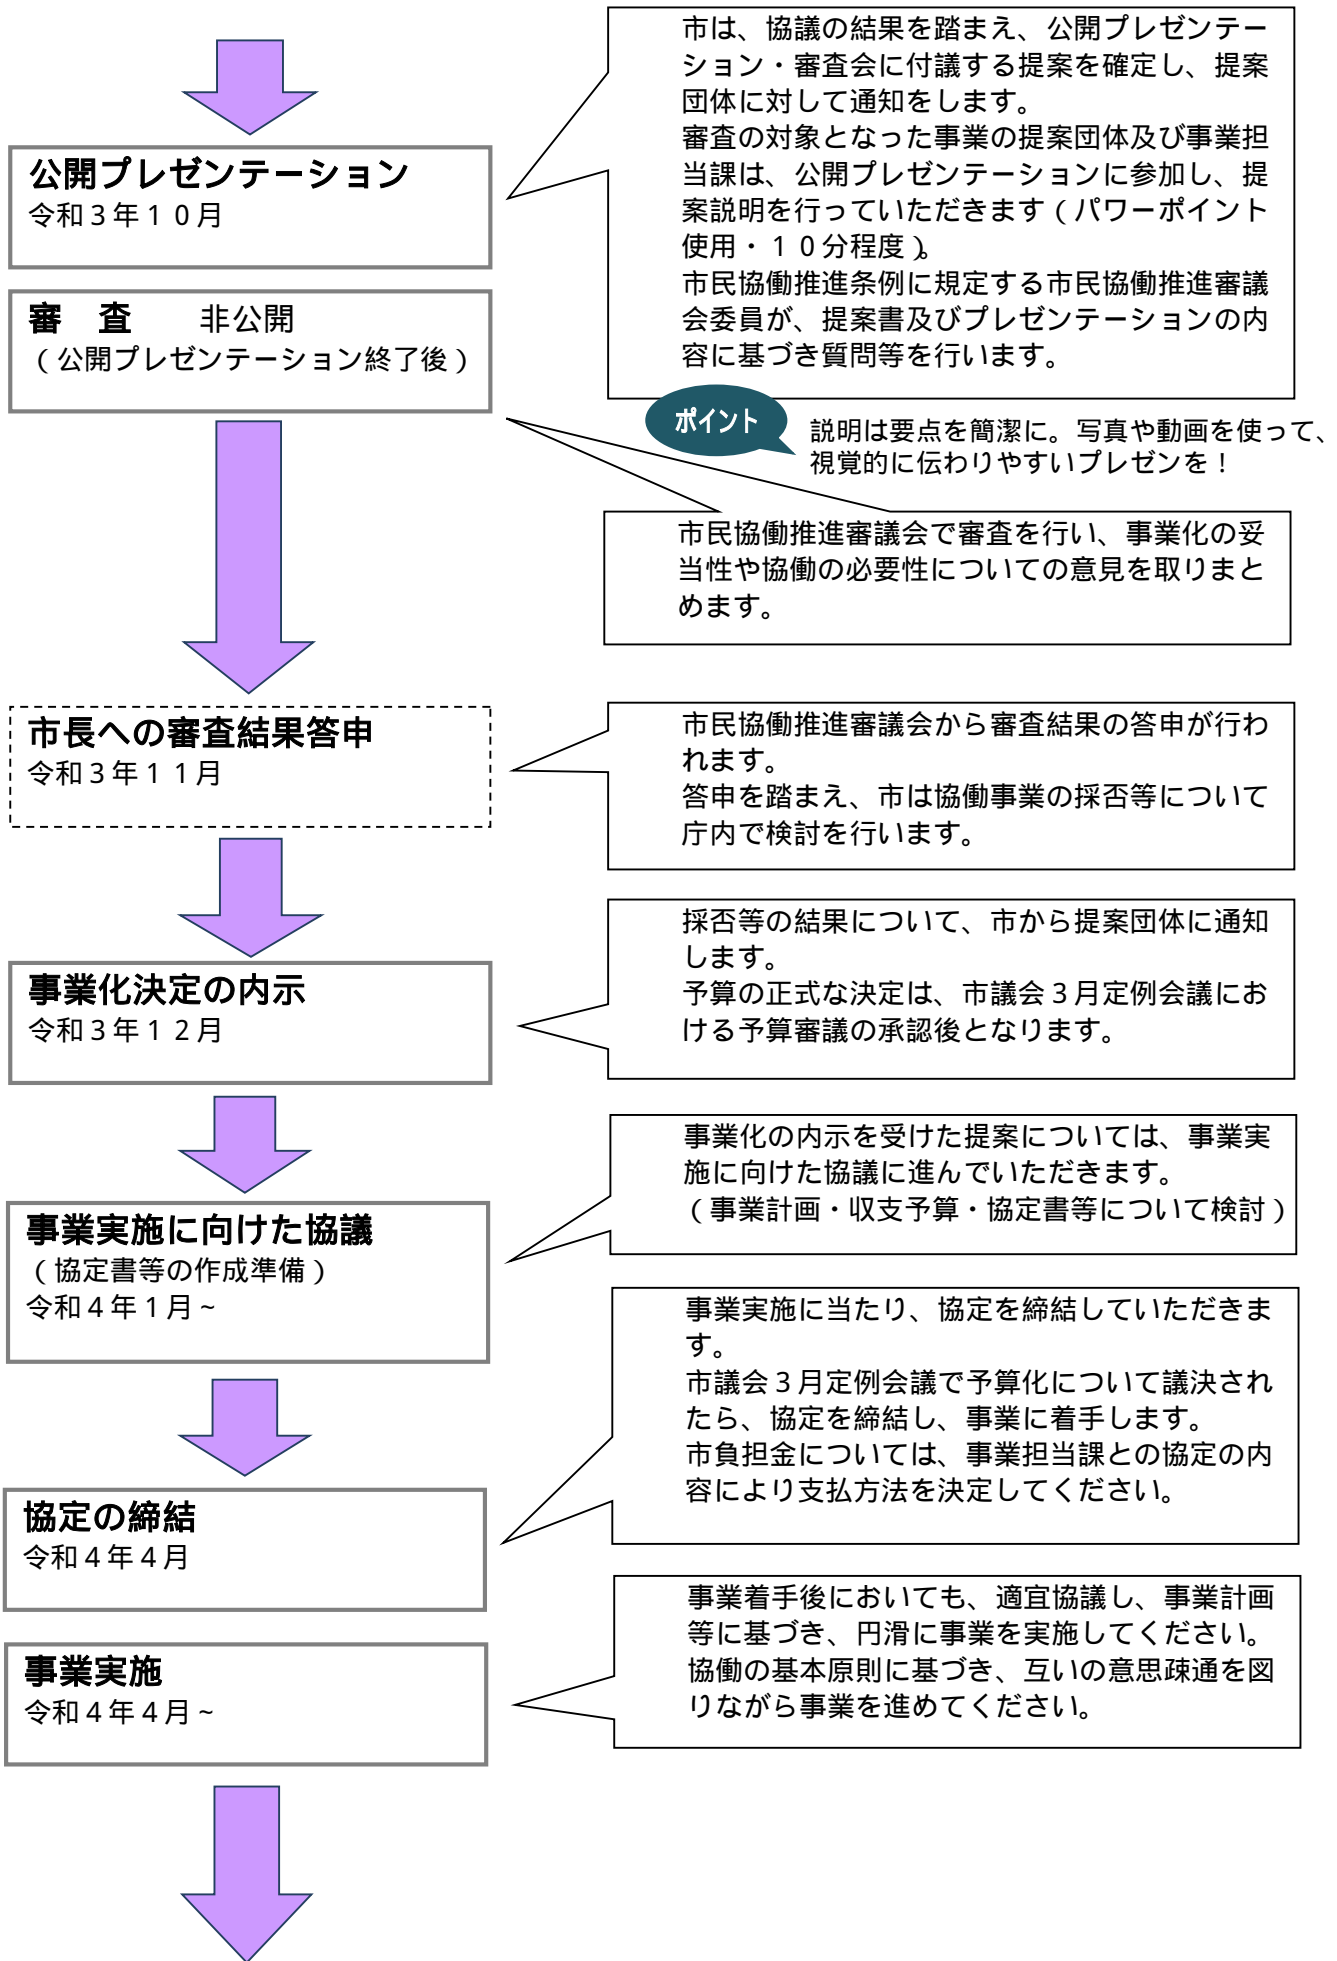 市は、協議の結果を踏まえ、公開プレゼンテー
ション・審査会に付議する提案を確定し、提案
団体に対して通知をします。
審査の対象となった事業の提案団体及び事業担
当課は、公開プレゼンテーションに参加し、提
案説明を行っていただきます（パワーポイント
使用・１０分程度）。
市民協働推進条例に規定する市民協働推進審議
会委員が、提案書及びプレゼンテーションの内
容に基づき質問等を行います。
公開プレゼンテーション
令和３年１０月
審　査　　非公開
（公開プレゼンテーション終了後）
ポイント
説明は要点を簡潔に。写真や動画を使って、
視覚的に伝わりやすいプレゼンを！
市民協働推進審議会で審査を行い、事業化の妥
当性や協働の必要性についての意見を取りまと
めます。
市長への審査結果答申
令和３年１１月
市民協働推進審議会から審査結果の答申が行わ
れます。
答申を踏まえ、市は協働事業の採否等について
庁内で検討を行います。
事業化決定の内示
令和３年１２月
採否等の結果について、市から提案団体に通知
します。
予算の正式な決定は、市議会３月定例会議にお
ける予算審議の承認後となります。
事業実施に向けた協議
（協定書等の作成準備）
令和４年１月～
事業化の内示を受けた提案については、事業実
施に向けた協議に進んでいただきます。
（事業計画・収支予算・協定書等について検討）
協定の締結
令和４年４月
事業実施に当たり、協定を締結していただきま
す。
市議会３月定例会議で予算化について議決され
たら、協定を締結し、事業に着手します。
市負担金については、事業担当課との協定の内
容により支払方法を決定してください。
事業実施
令和４年４月～
事業着手後においても、適宜協議し、事業計画
等に基づき、円滑に事業を実施してください。
協働の基本原則に基づき、互いの意思疎通を図
りながら事業を進めてください。